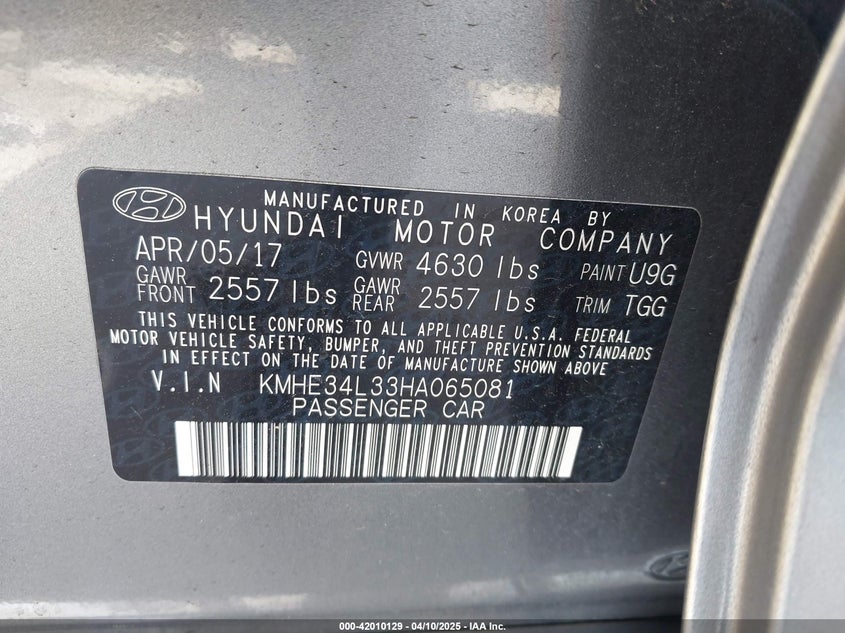 MANUFACTURED IN KOREA BY
HYUNDAI MOTOR COMPANY
APR/05/17 GVWR 4630 lbs PAINT U9G
GAWR FRONT 2557 lbs GAWR REAR 2557 lbs TRIM TGG
THIS VEHICLE CONFORMS TO ALL APPLICABLE U.S.A. FEDERAL
MOTOR VEHICLE SAFETY, BUMPER, AND THEFT PREVENTION STANDARDS
IN EFFECT ON THE DATE OF MANUFACTURE SHOWN ABOVE
V.I.N KMHE34L33HA065081
PASSENGER CAR
000-42010129 - 04/10/2025 - IAA Inc.